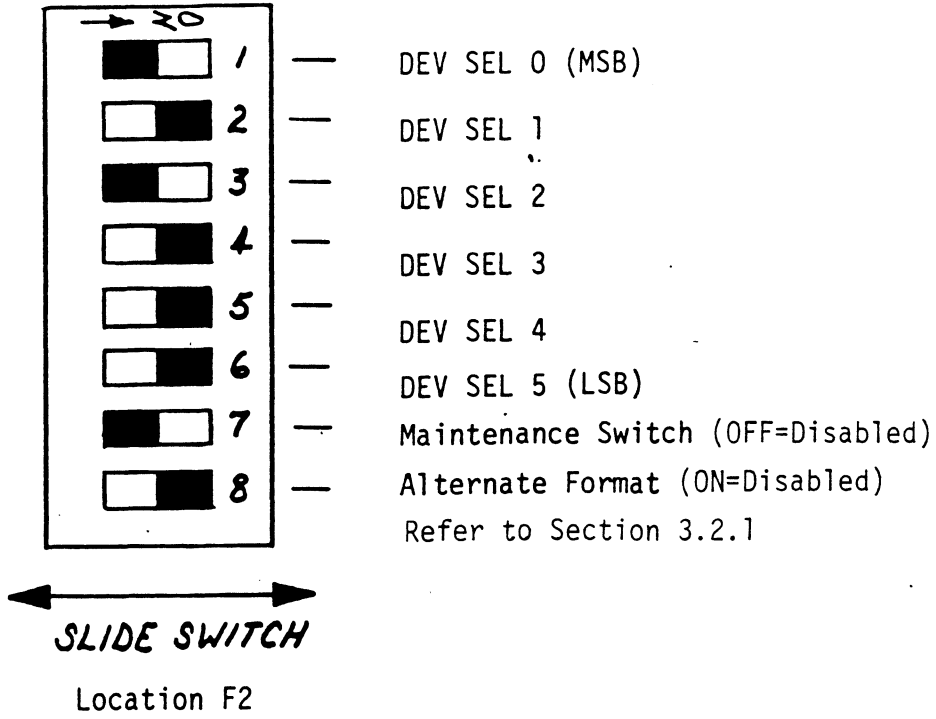 → ON
1 — DEV SEL 0 (MSB)
2 — DEV SEL 1
3 — DEV SEL 2
4 — DEV SEL 3
5 — DEV SEL 4
6 — DEV SEL 5 (LSB)
7 — Maintenance Switch (OFF=Disabled)
8 — Alternate Format (ON=Disabled)
Refer to Section 3.2.1
SLIDE SWITCH
Location F2